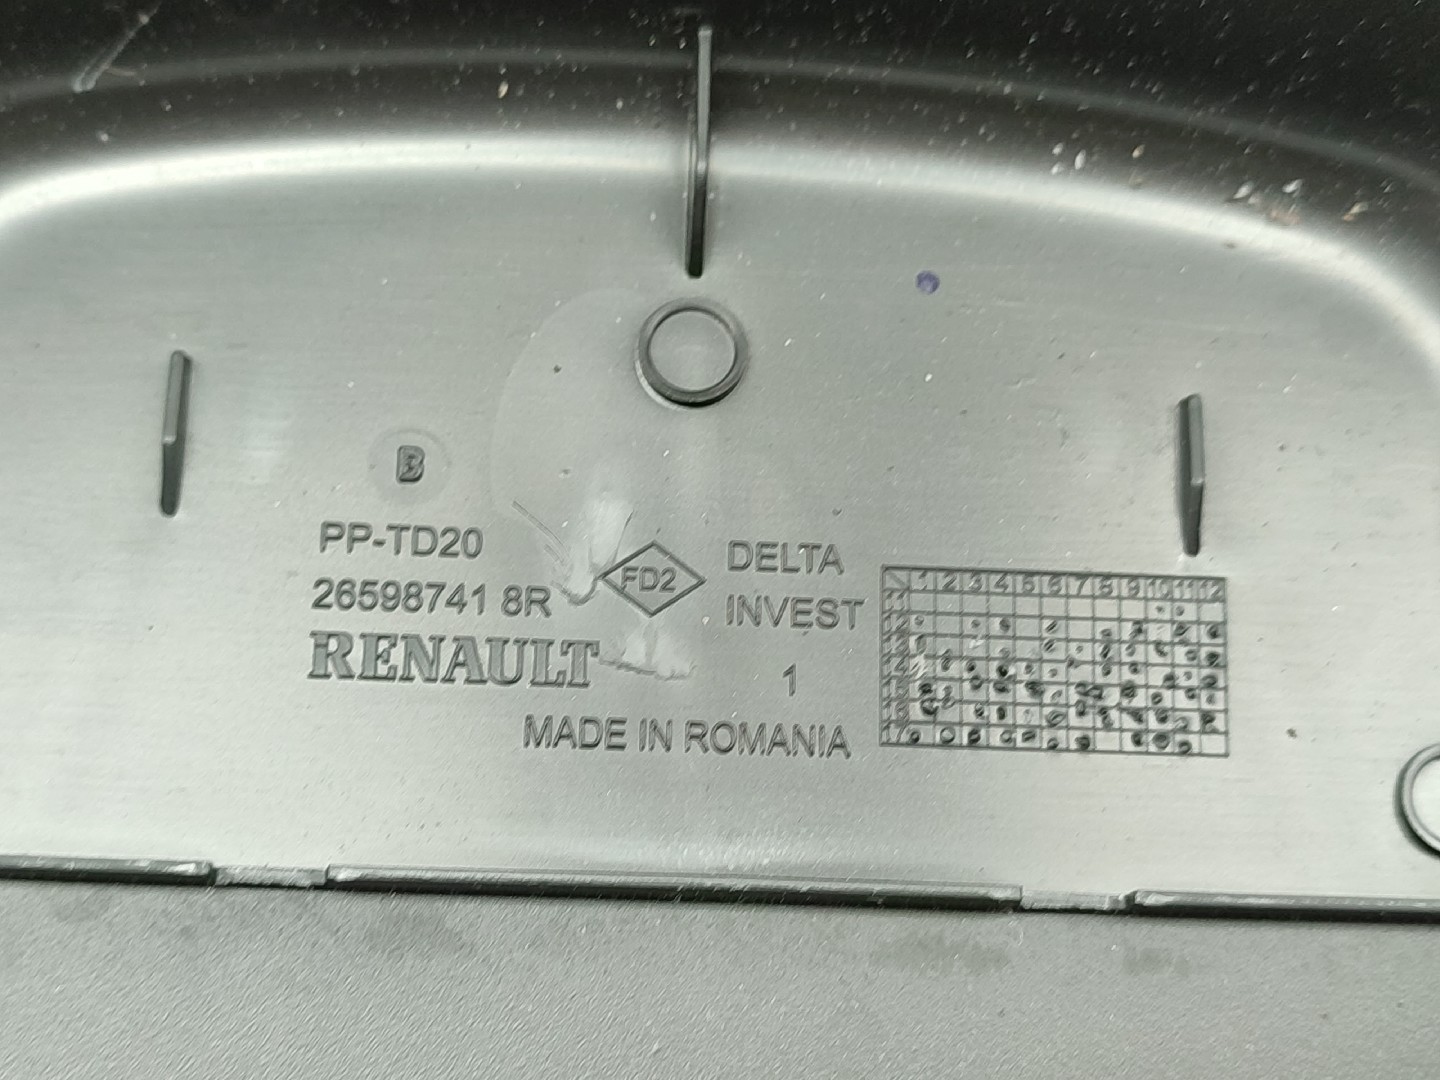 B
PP-TD20
26598741 8R
RENAULT
FD2
DELTA
INVEST
1
MADE IN ROMANIA
1 2 3 4 5 6 7 8 9 10 11 12
11
12
13
14
15
16
17